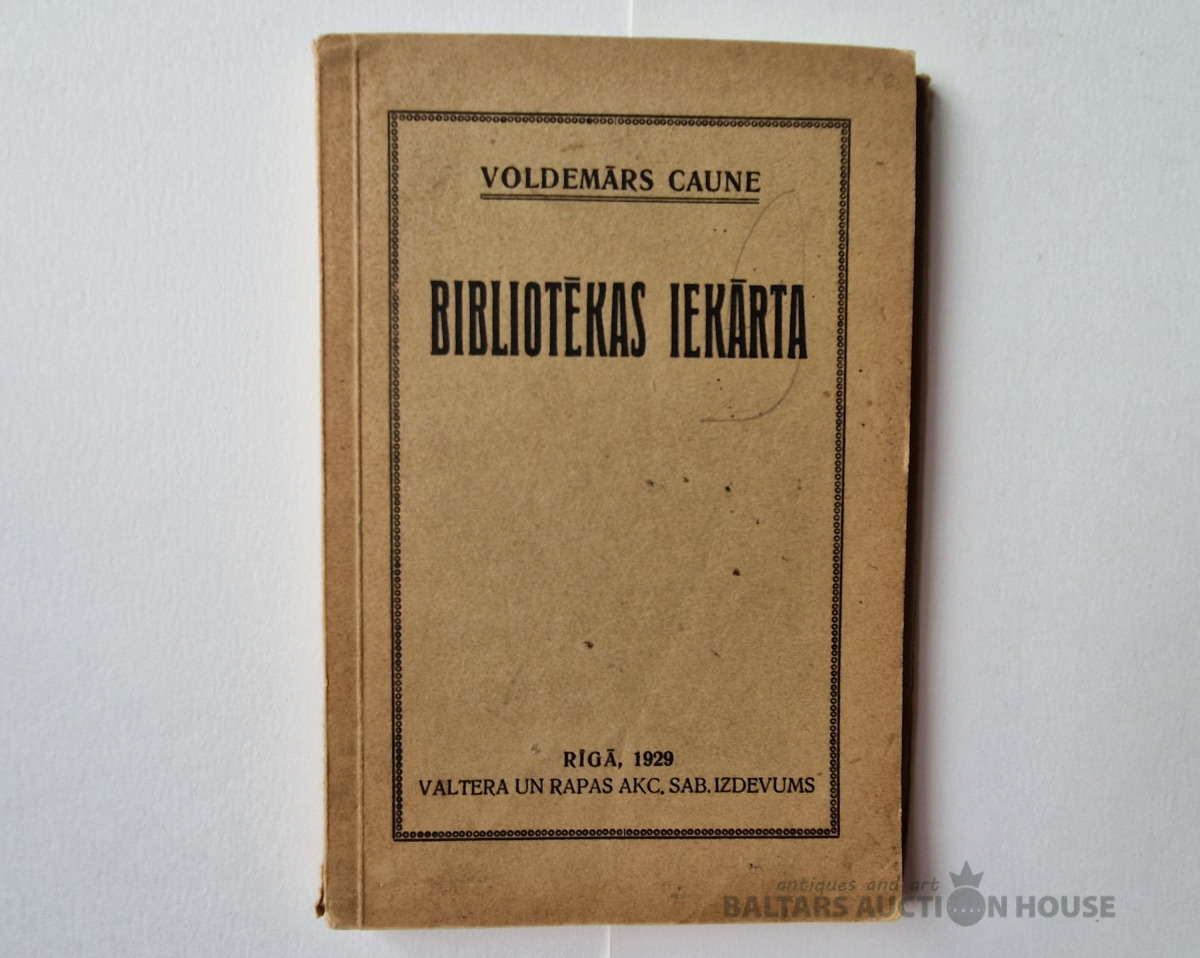 VOLDEMĀRS CAUNE
BIBLIOTĒKAS IEKĀRTA
RĪGĀ, 1929
VALTERA UN RAPAS AKC. SAB. IZDEVUMS
antiques and art
BALTARS AUCTION HOUSE